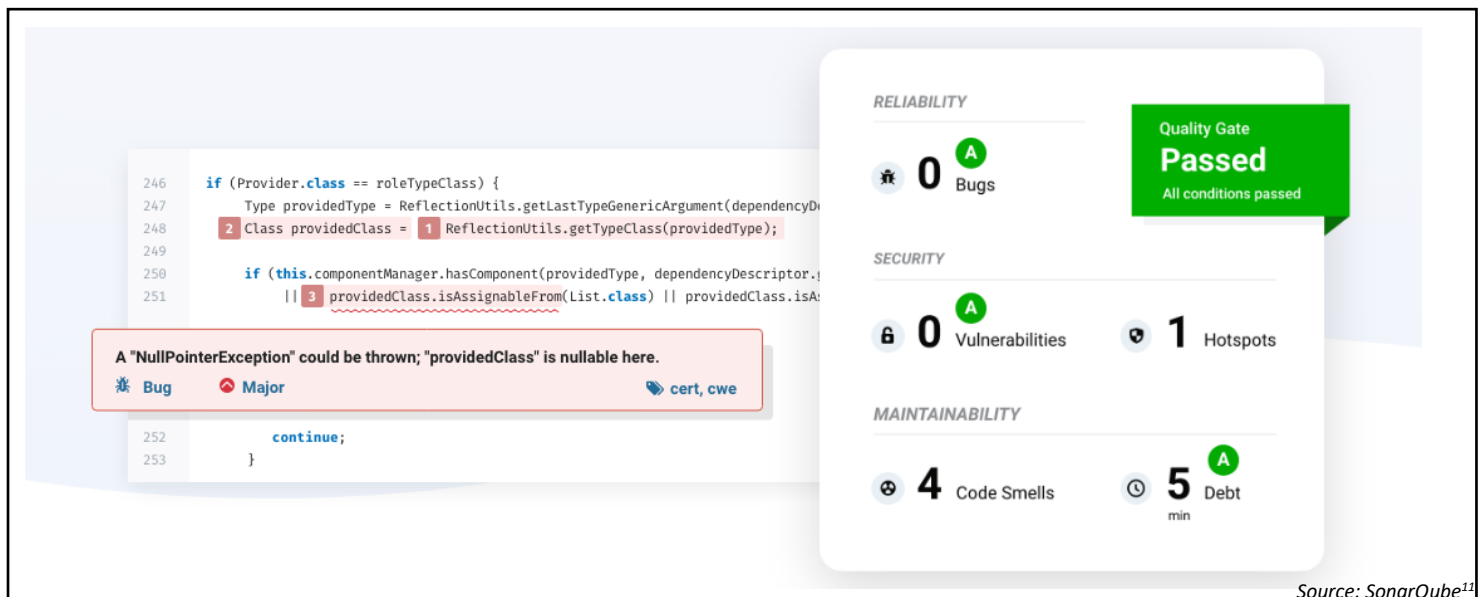 246 if (Provider.class == roleTypeClass) {
247 Type providedType = ReflectionUtils.getLastTypeGenericArgument(dependencyD
248 2 Class providedClass = 1 ReflectionUtils.getTypeClass(providedType);
249
250 if (this.componentManager.hasComponent(providedType, dependencyDescriptor.
251 || 3 providedClass.isAssignableFrom(List.class) || providedClass.isA
A "NullPointerException" could be thrown; "providedClass" is nullable here.
Bug Major cert, cwe
252 continue;
253 }
RELIABILITY
0 A Bugs
Quality Gate
Passed
All conditions passed
SECURITY
0 A Vulnerabilities 1 Hotspots
MAINTAINABILITY
4 Code Smells 5 A Debt
min
Source: SonarQube11